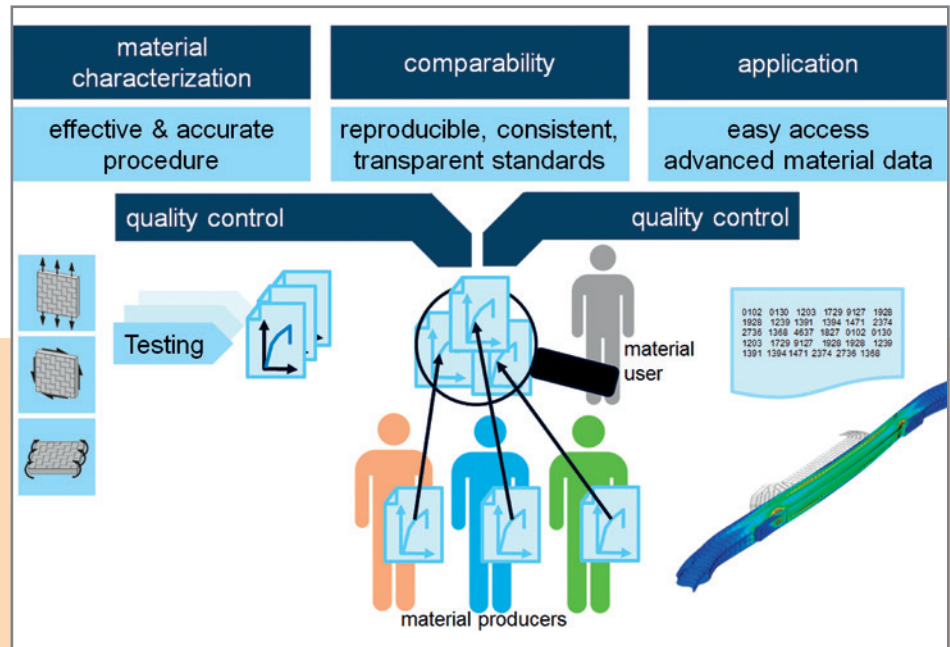 material
characterization
comparability
application
effective & accurate
procedure
reproducible, consistent,
transparent standards
easy access
advanced material data
quality control
quality control
Testing
material
user
0102 0130 1203 1729 9127 1928
1928 1239 1391 1394 1471 2374
2736 1368 4637 1827 0102 0130
1203 1729 9127 1928 1928 1239
1391 1394 1471 2374 2736 1368
material producers